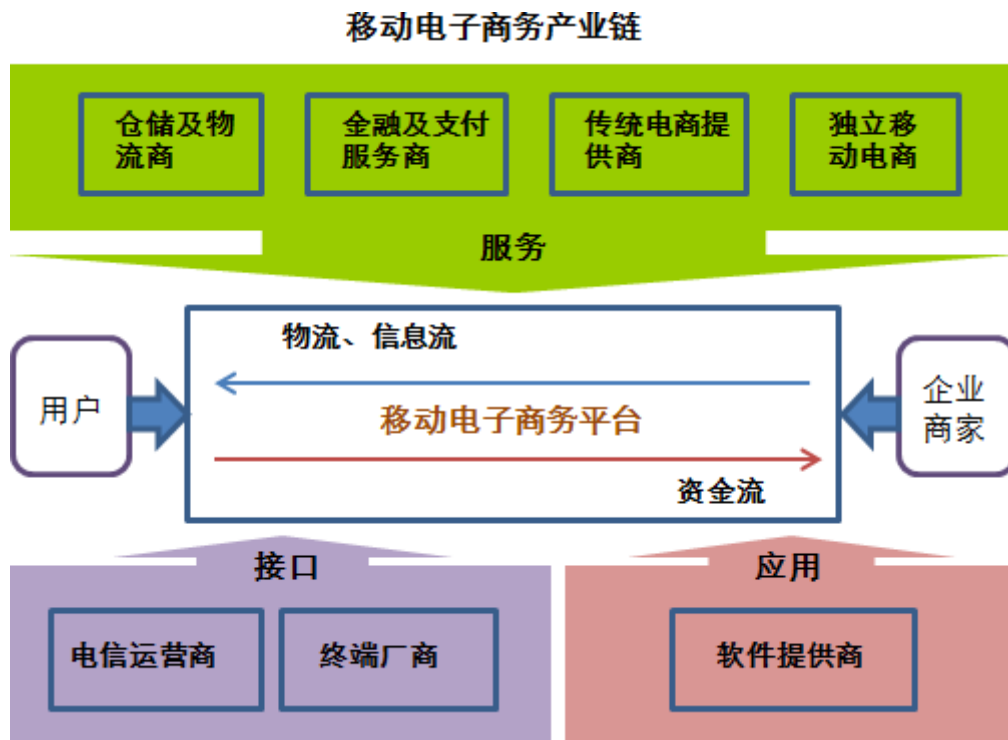 移动电子商务产业链
仓储及物
流商
金融及支付
服务商
传统电商提
供商
独立移
动电商
服务
物流、信息流
用户
移动电子商务平台
企业
商家
资金流
接口
应用
电信运营商
终端厂商
软件提供商